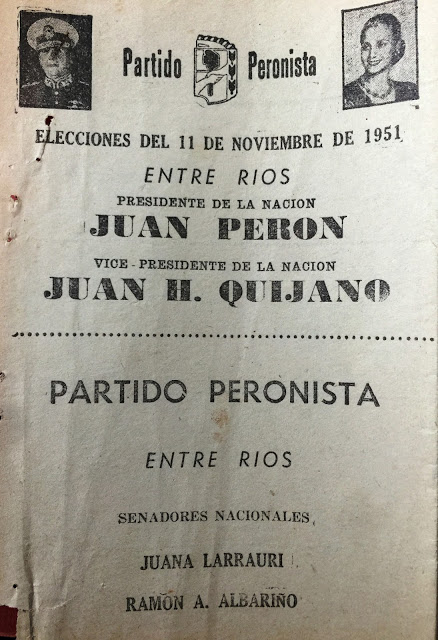 Partido Peronista
ELECCIONES DEL 11 DE NOVIEMBRE DE 1951
ENTRE RIOS
PRESIDENTE DE LA NACION
JUAN PERON
VICE - PRESIDENTE DE LA NACION
JUAN H. QUIJANO
PARTIDO PERONISTA
ENTRE RIOS
SENADORES NACIONALES
JUANA LARRAURI
RAMÓN A. ALBARIÑO